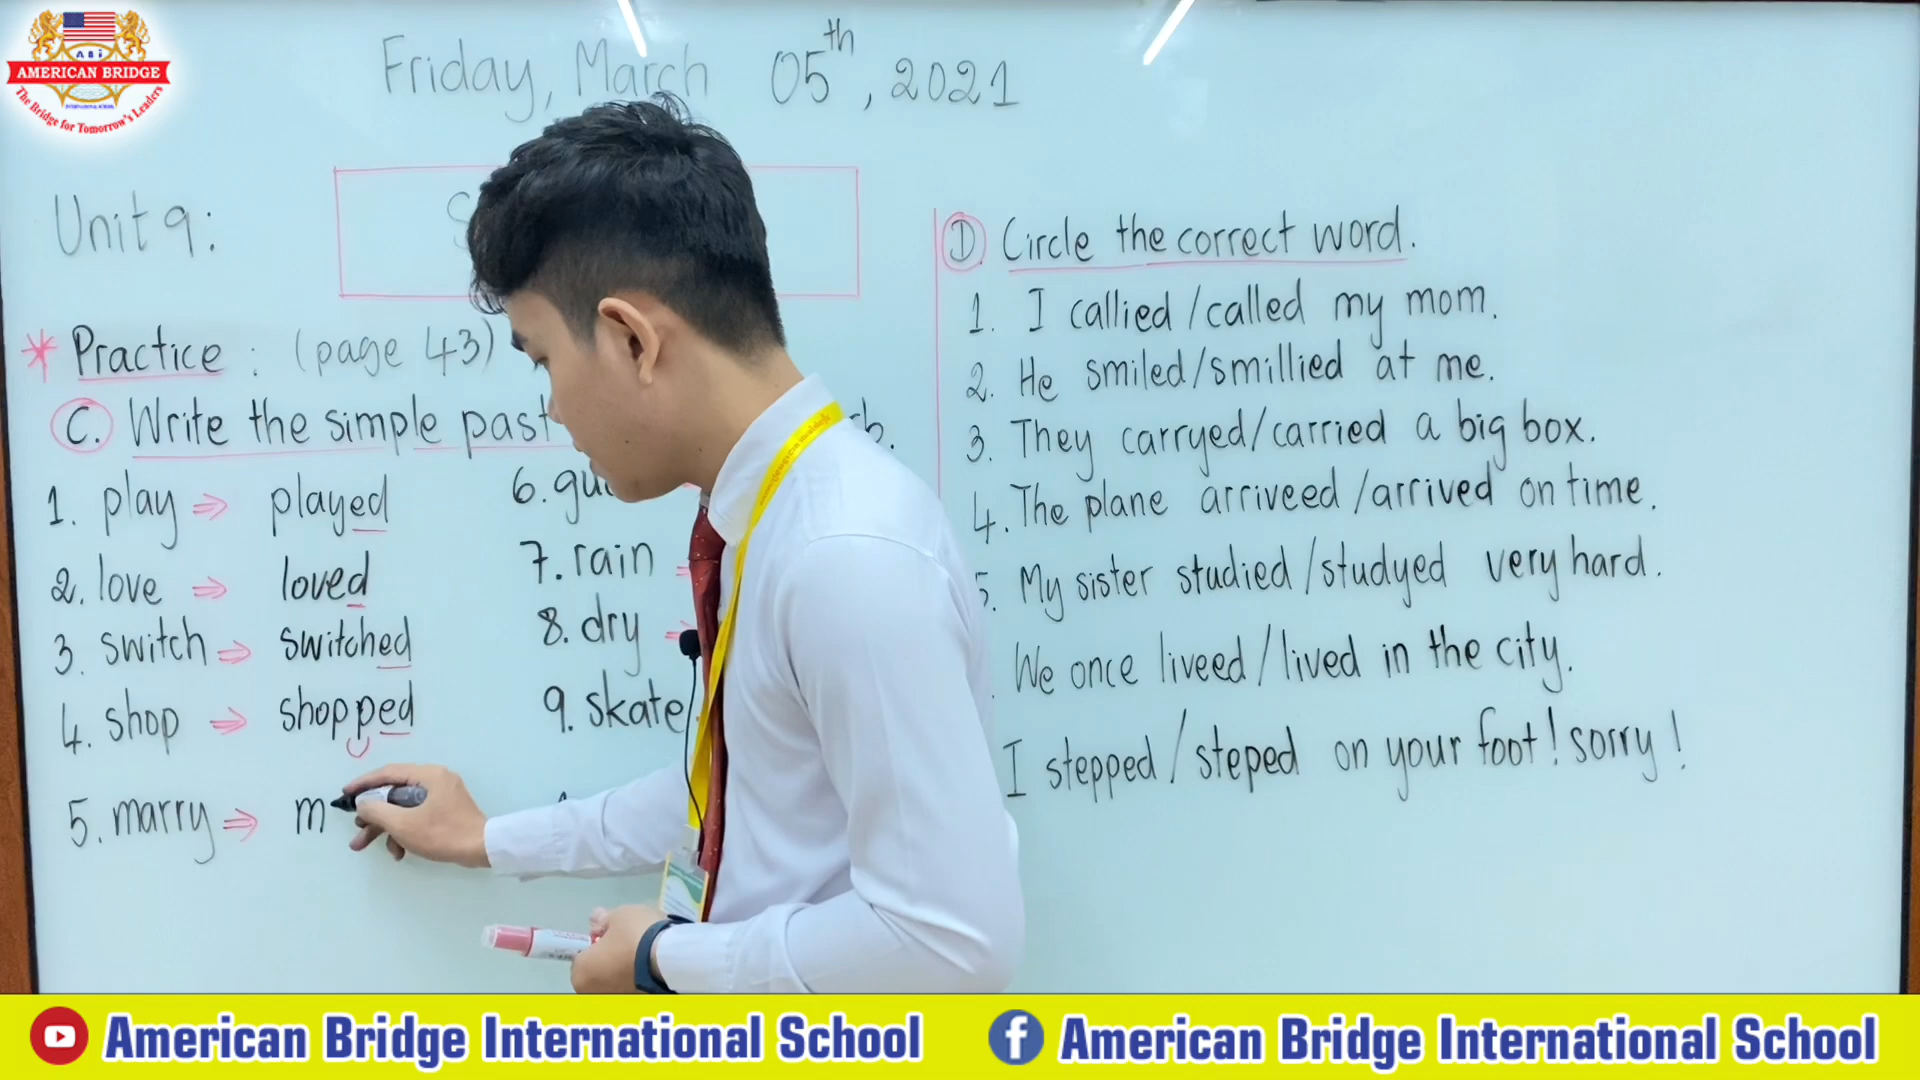 ABi
AMERICAN BRIDGE
INTERNATIONAL SCHOOL
The Bridge for Tomorrow's Leaders
Friday, March 05th, 2021
Unit 9: S
* Practice: (page 43)
C. Write the simple past
1. play ⇒ played
2. love ⇒ loved
3. switch ⇒ switched
4. shop ⇒ shopped
5. marry ⇒ m
6. gu
7. rain
8. dry
9. skate
D. Circle the correct word.
1. I callied / called my mom.
2. He smiled/smillied at me.
3. They carryed/carried a big box.
4. The plane arriveed /arrived on time.
5. My sister studied /studyed very hard.
We once liveed / lived in the city.
I stepped / steped on your foot! sorry!
American Bridge International School
American Bridge International School